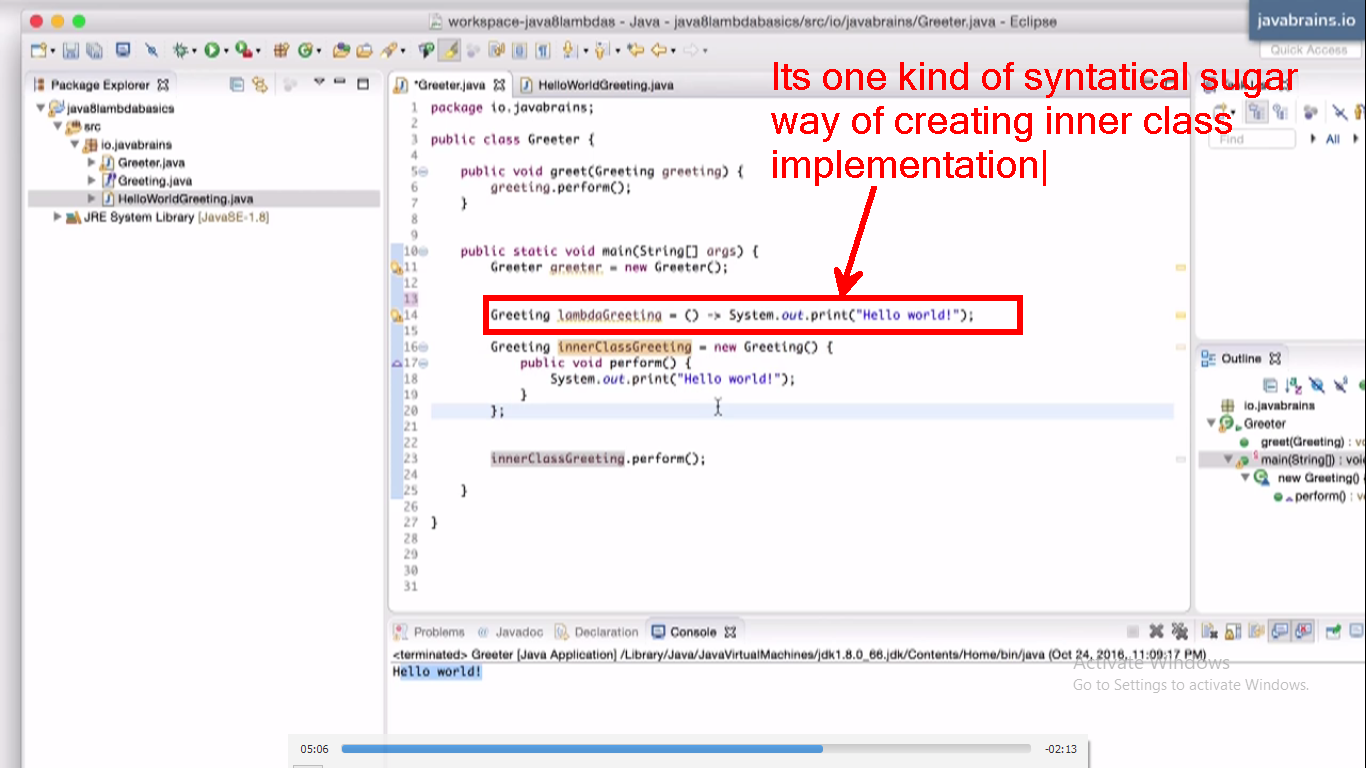 workspace-java8lambdas - Java - java8lambdabasics/src/io/javabrains/Greeter.java - Eclipse
javabrains.io
Quick Access
Its one kind of syntatical sugar
way of creating inner class
implementation|
Package Explorer
java8lambdabasics
src
io.javabrains
Greeter.java
Greeting.java
HelloWorldGreeting.java
JRE System Library [JavaSE-1.8]
*Greeter.java
HelloWorldGreeting.java
1 package io.javabrains;
2
3 public class Greeter {
4
5 public void greet(Greeting greeting) {
6 greeting.perform();
7 }
8
9
10 public static void main(String[] args) {
11 Greeter greeter = new Greeter();
12
13
14 Greeting lambdaGreeting = () -> System.out.print("Hello world!");
15
16 Greeting innerClassGreeting = new Greeting() {
17 public void perform() {
18 System.out.print("Hello world!");
19 }
20 };
21
22
23 innerClassGreeting.perform();
24
25 }
26
27 }
28
29
30
31
Find
All
Outline
io.javabrains
Greeter
greet(Greeting) : vo
main(String[]) : void
new Greeting()
perform() : v
Problems
Javadoc
Declaration
Console
<terminated> Greeter [Java Application] /Library/Java/JavaVirtualMachines/jdk1.8.0_66.jdk/Contents/Home/bin/java (Oct 24, 2016, 11:09:17 PM)
Hello world!
Activate Windows
Go to Settings to activate Windows.
05:06
-02:13